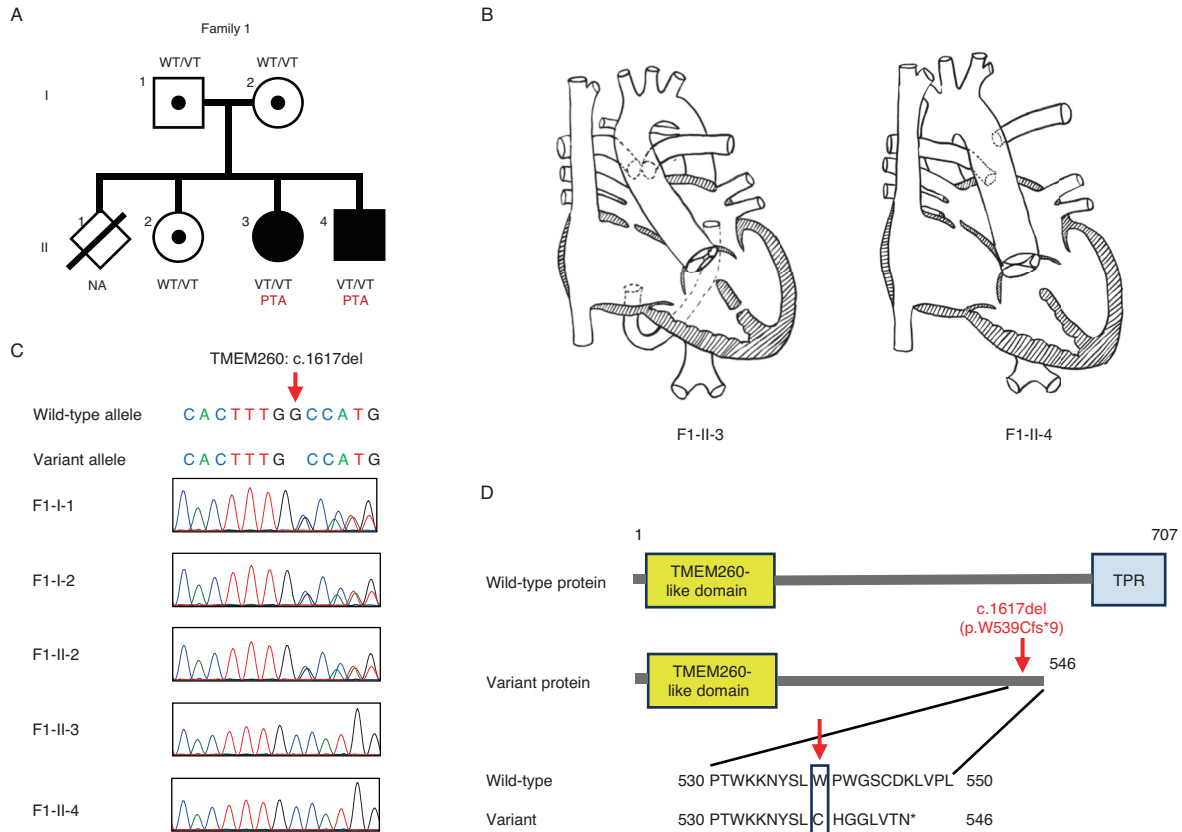 A
Family 1
WT/VT WT/VT
1 2
I
1 2 3 4
II
NA WT/VT VT/VT VT/VT
PTA PTA
B
F1-II-3 F1-II-4
C
TMEM260: c.1617del
Wild-type allele C A C T T T G G C C A T G
Variant allele C A C T T T G C C A T G
F1-I-1
F1-I-2
F1-II-2
F1-II-3
F1-II-4
D
1 707
Wild-type protein TMEM260-
like domain
TPR
c.1617del
(p.W539Cfs*9)
Variant protein TMEM260-
like domain
546
Wild-type 530 PTWKKNYSL W PWGSCDKLVPL 550
Variant 530 PTWKKNYSL C HGGLVTN* 546